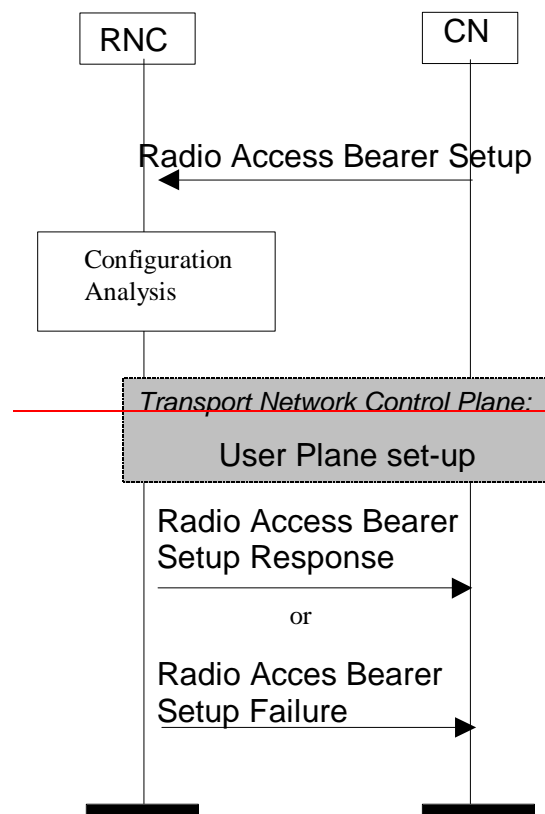 RNC
CN
Radio Access Bearer Setup
Configuration
Analysis
Transport Network Control Plane:
User Plane set-up
Radio Access Bearer
Setup Response
or
Radio Acces Bearer
Setup Failure